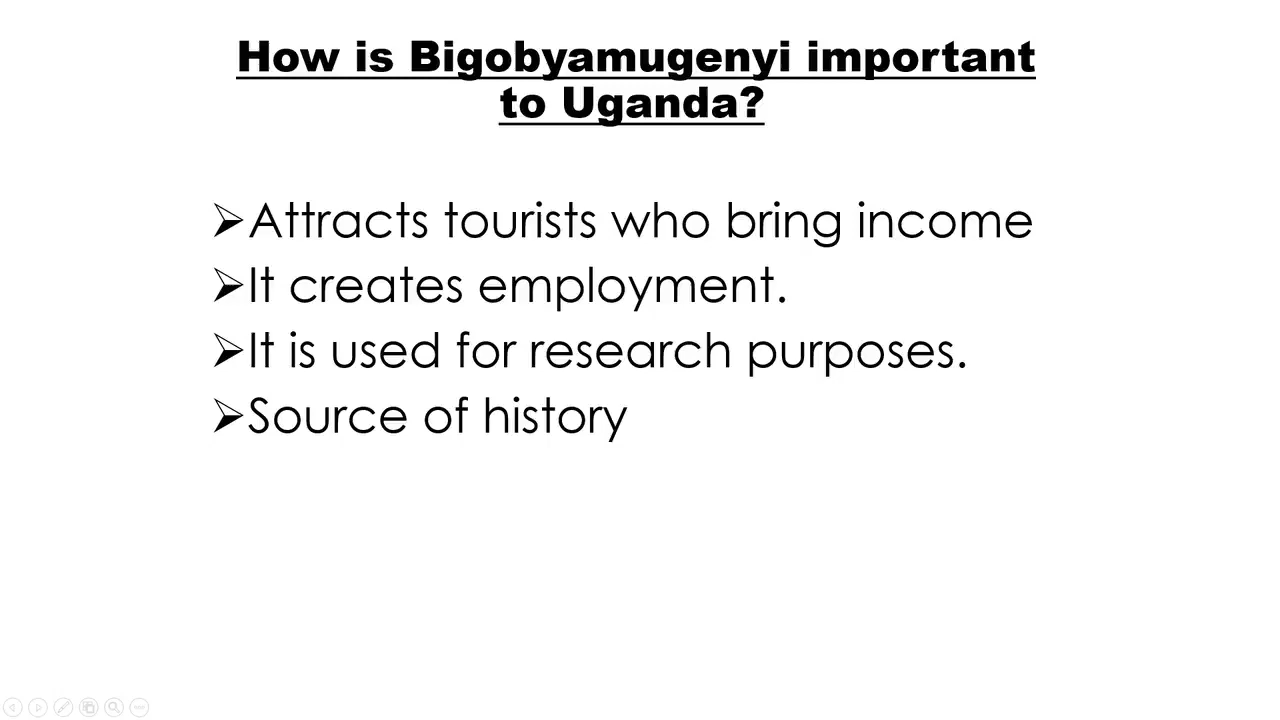 How is Bigobyamugenyi important
to Uganda?
➢Attracts tourists who bring income
➢It creates employment.
➢It is used for research purposes.
➢Source of history